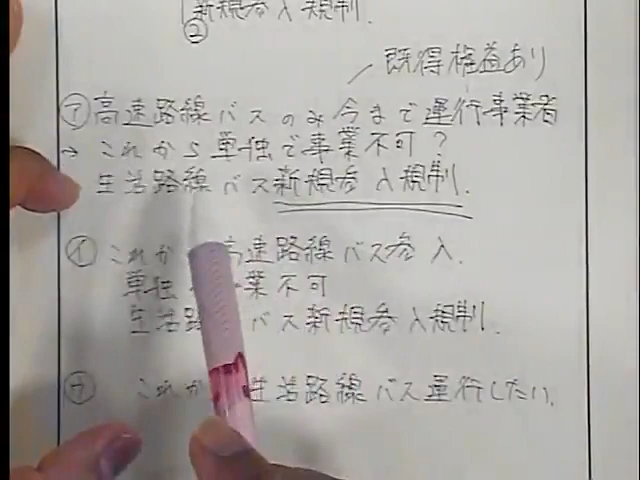 新規参入規制.
②
既得権益あり
㋐高速路線バスのみ今まで運行事業者
→これから単独で事業不可?
生活路線バス新規参入規制.
㋑これか 高速路線バス参入.
単独 業不可
生活路 バス新規参入規制.
㋒ これか 生活路線バス運行したい.